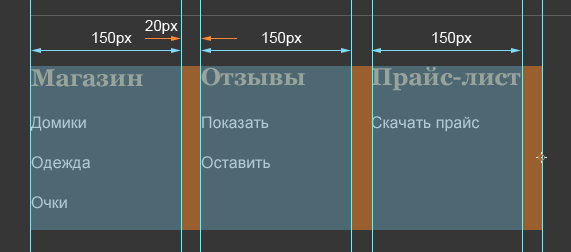 20px
150px 150px 150px
Магазин Отзывы Прайс-лист
Домики Показать Скачать прайс
Одежда Оставить
Очки